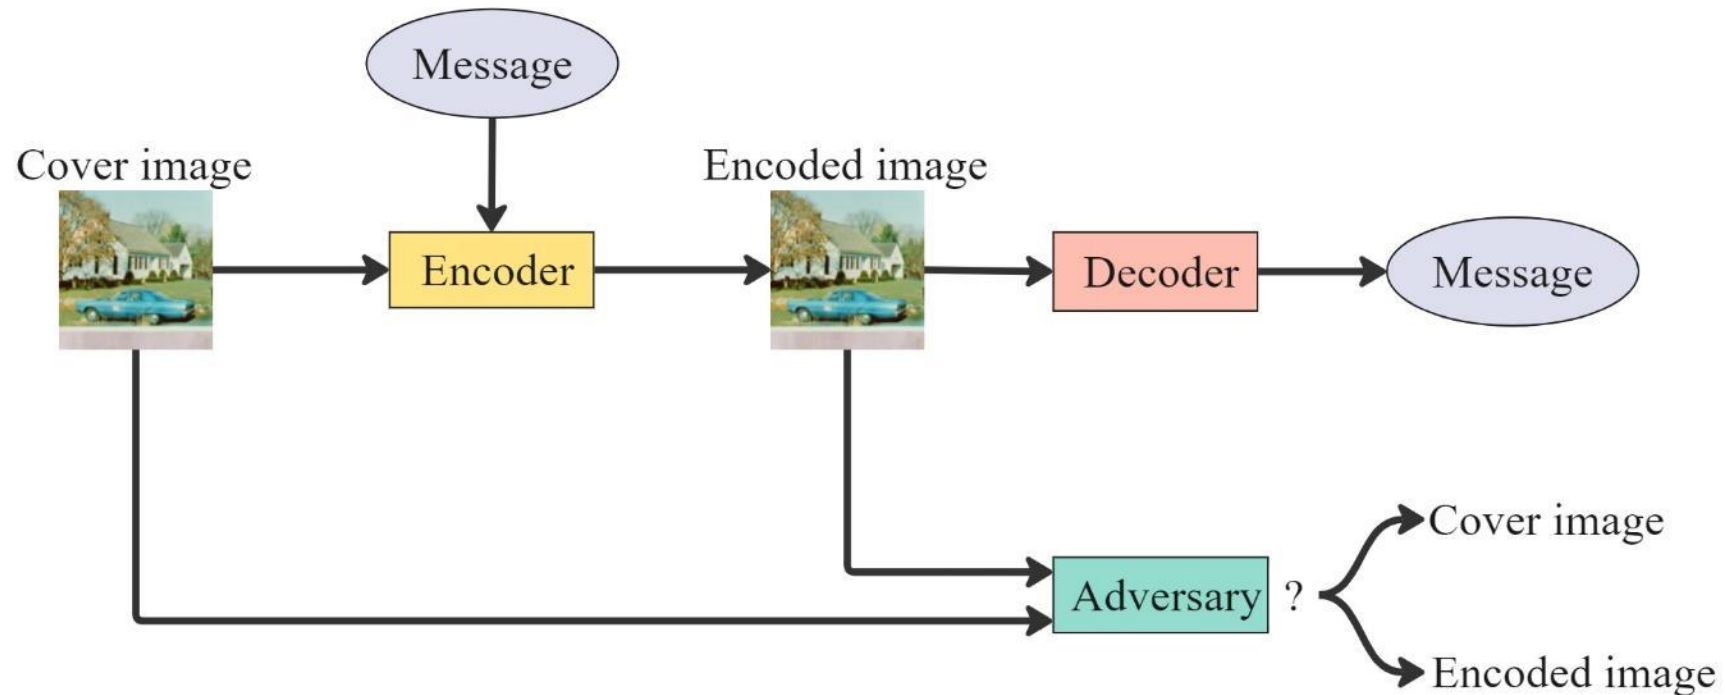 Message
Cover image
Encoded image
Encoder
Decoder
Message
Cover image
Adversary ?
Encoded image